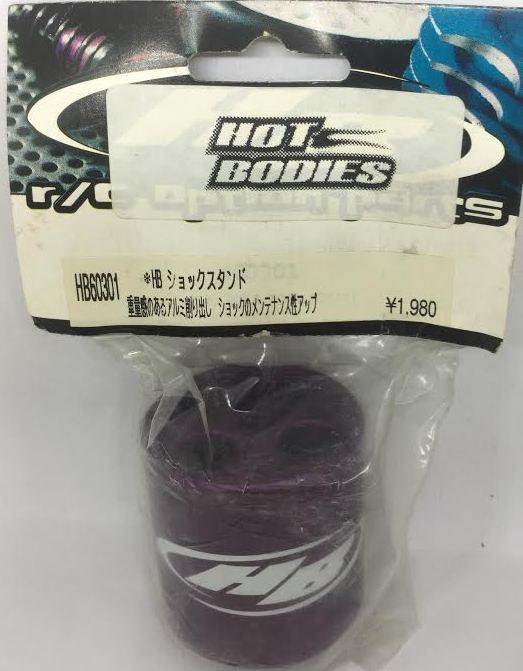 HOT
BODIES
r/c option parts
HB60301
※HB ショックスタンド
重量感のあるアルミ削り出し ショックのメンテナンス性アップ
¥1,980
HB